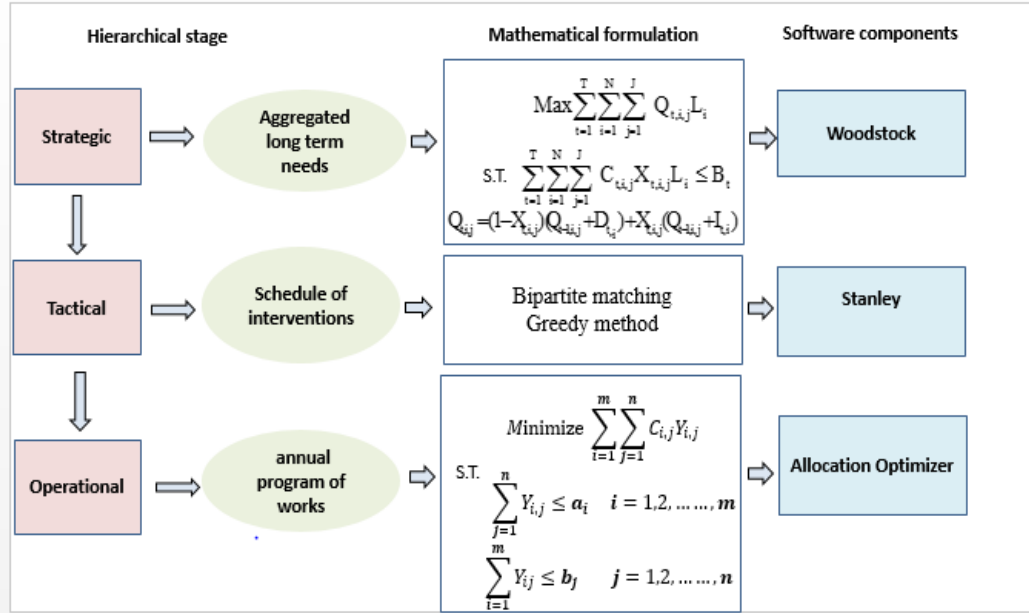 Hierarchical stage
Mathematical formulation
Software components
Strategic
Aggregated
long term
needs
Max∑_{t=1}^{T}∑_{i=1}^{N}∑_{j=1}^{J} Q_{t,i,j}L_i
S.T. ∑_{t=1}^{T}∑_{i=1}^{N}∑_{j=1}^{J} C_{t,i,j}X_{t,i,j}L_i ≤ B_t
Q_{t,i,j}=(1-X_{t,i,j})(Q_{t-1,i,j}+D_{t,i})+X_{t,i,j}(Q_{t-1,i,j}+I_{t,i})
Woodstock
Tactical
Schedule of
interventions
Bipartite matching
Greedy method
Stanley
Operational
annual
program of
works
Minimize ∑_{i=1}^{m}∑_{j=1}^{n} C_{i,j}Y_{i,j}
S.T.
∑_{j=1}^{n} Y_{i,j} ≤ a_i i = 1,2, … …, m
∑_{i=1}^{m} Y_{ij} ≤ b_j j = 1,2, … …, n
Allocation Optimizer